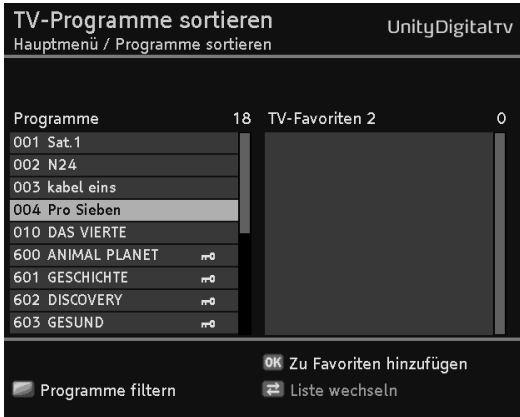 TV-Programme sortieren
UnityDigitalTV
Hauptmenü / Programme sortieren
Programme 18
TV-Favoriten 2 0
001 Sat.1
002 N24
003 kabel eins
004 Pro Sieben
010 DAS VIERTE
600 ANIMAL PLANET
601 GESCHICHTE
602 DISCOVERY
603 GESUND
OK Zu Favoriten hinzufügen
Programme filtern
Liste wechseln